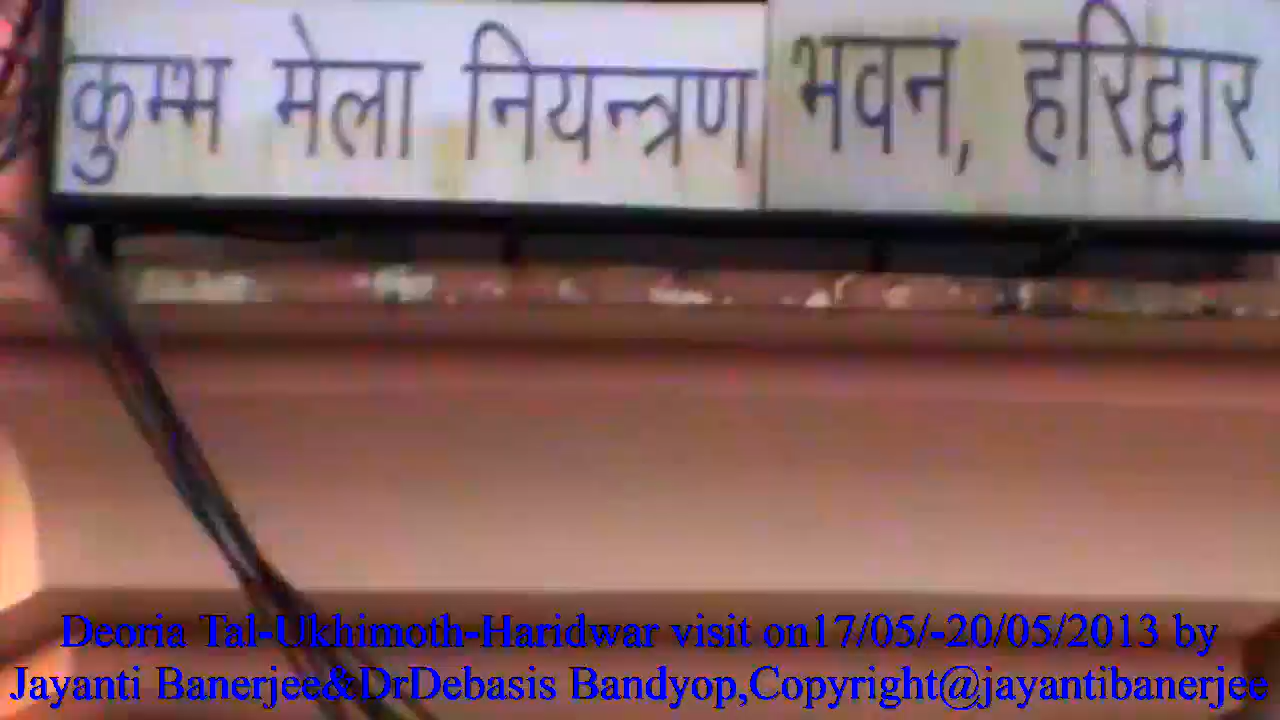 कुम्भ मेला नियन्त्रण भवन, हरिद्वार
Deoria Tal-Ukhimoth-Haridwar visit on17/05/-20/05/2013 by
Jayanti Banerjee&DrDebasis Bandyop,Copyright@jayantibanerjee